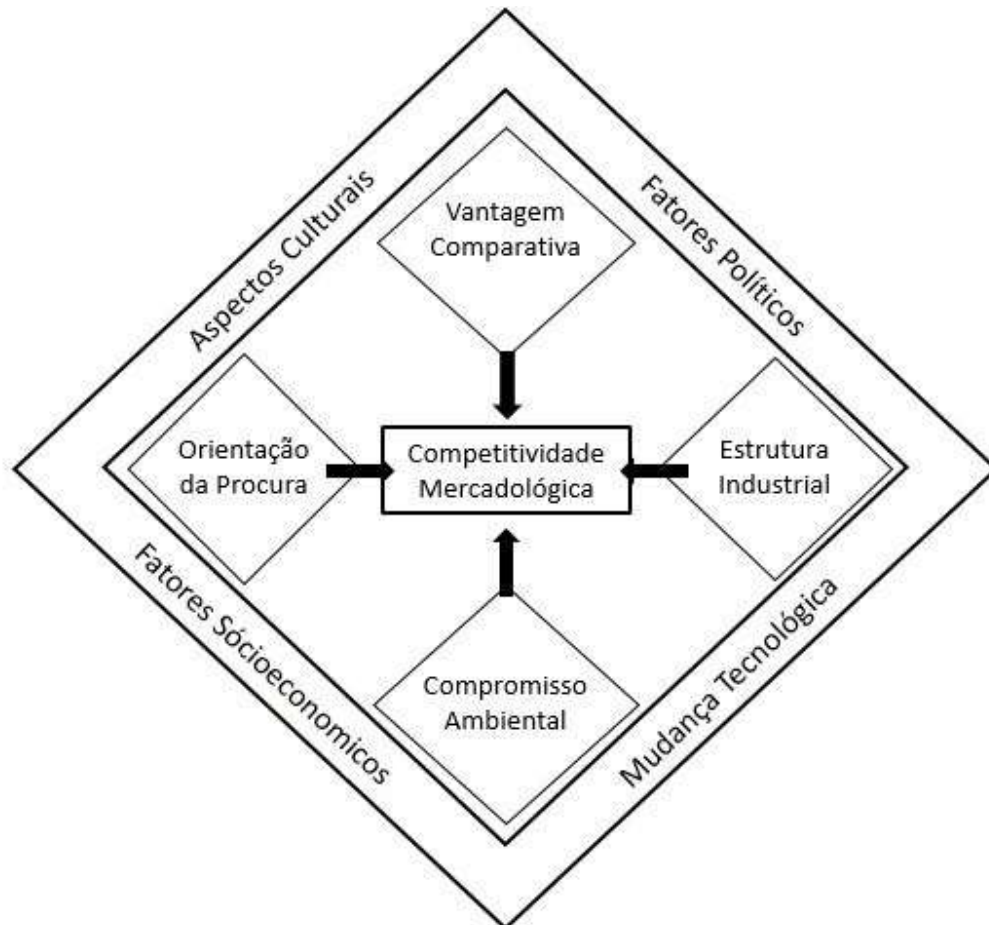 Aspectos Culturais
Fatores Políticos
Vantagem
Comparativa
Orientação
da Procura
Competitividade
Mercadológica
Estrutura
Industrial
Compromisso
Ambiental
Fatores Sócioeconomicos
Mudança Tecnológica